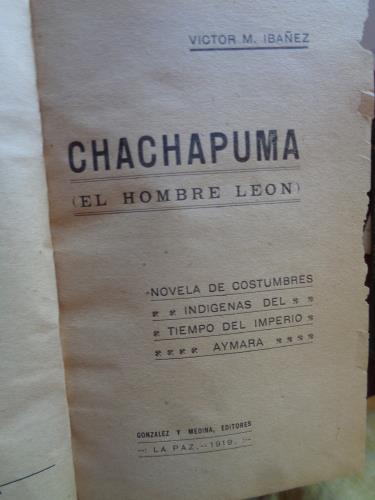 VICTOR M. IBAÑEZ
CHACHAPUMA
(EL HOMBRE LEON)
NOVELA DE COSTUMBRES
INDIGENAS DEL
TIEMPO DEL IMPERIO
AYMARA
GONZALEZ Y MEDINA, EDITORES
LA PAZ.—1919.